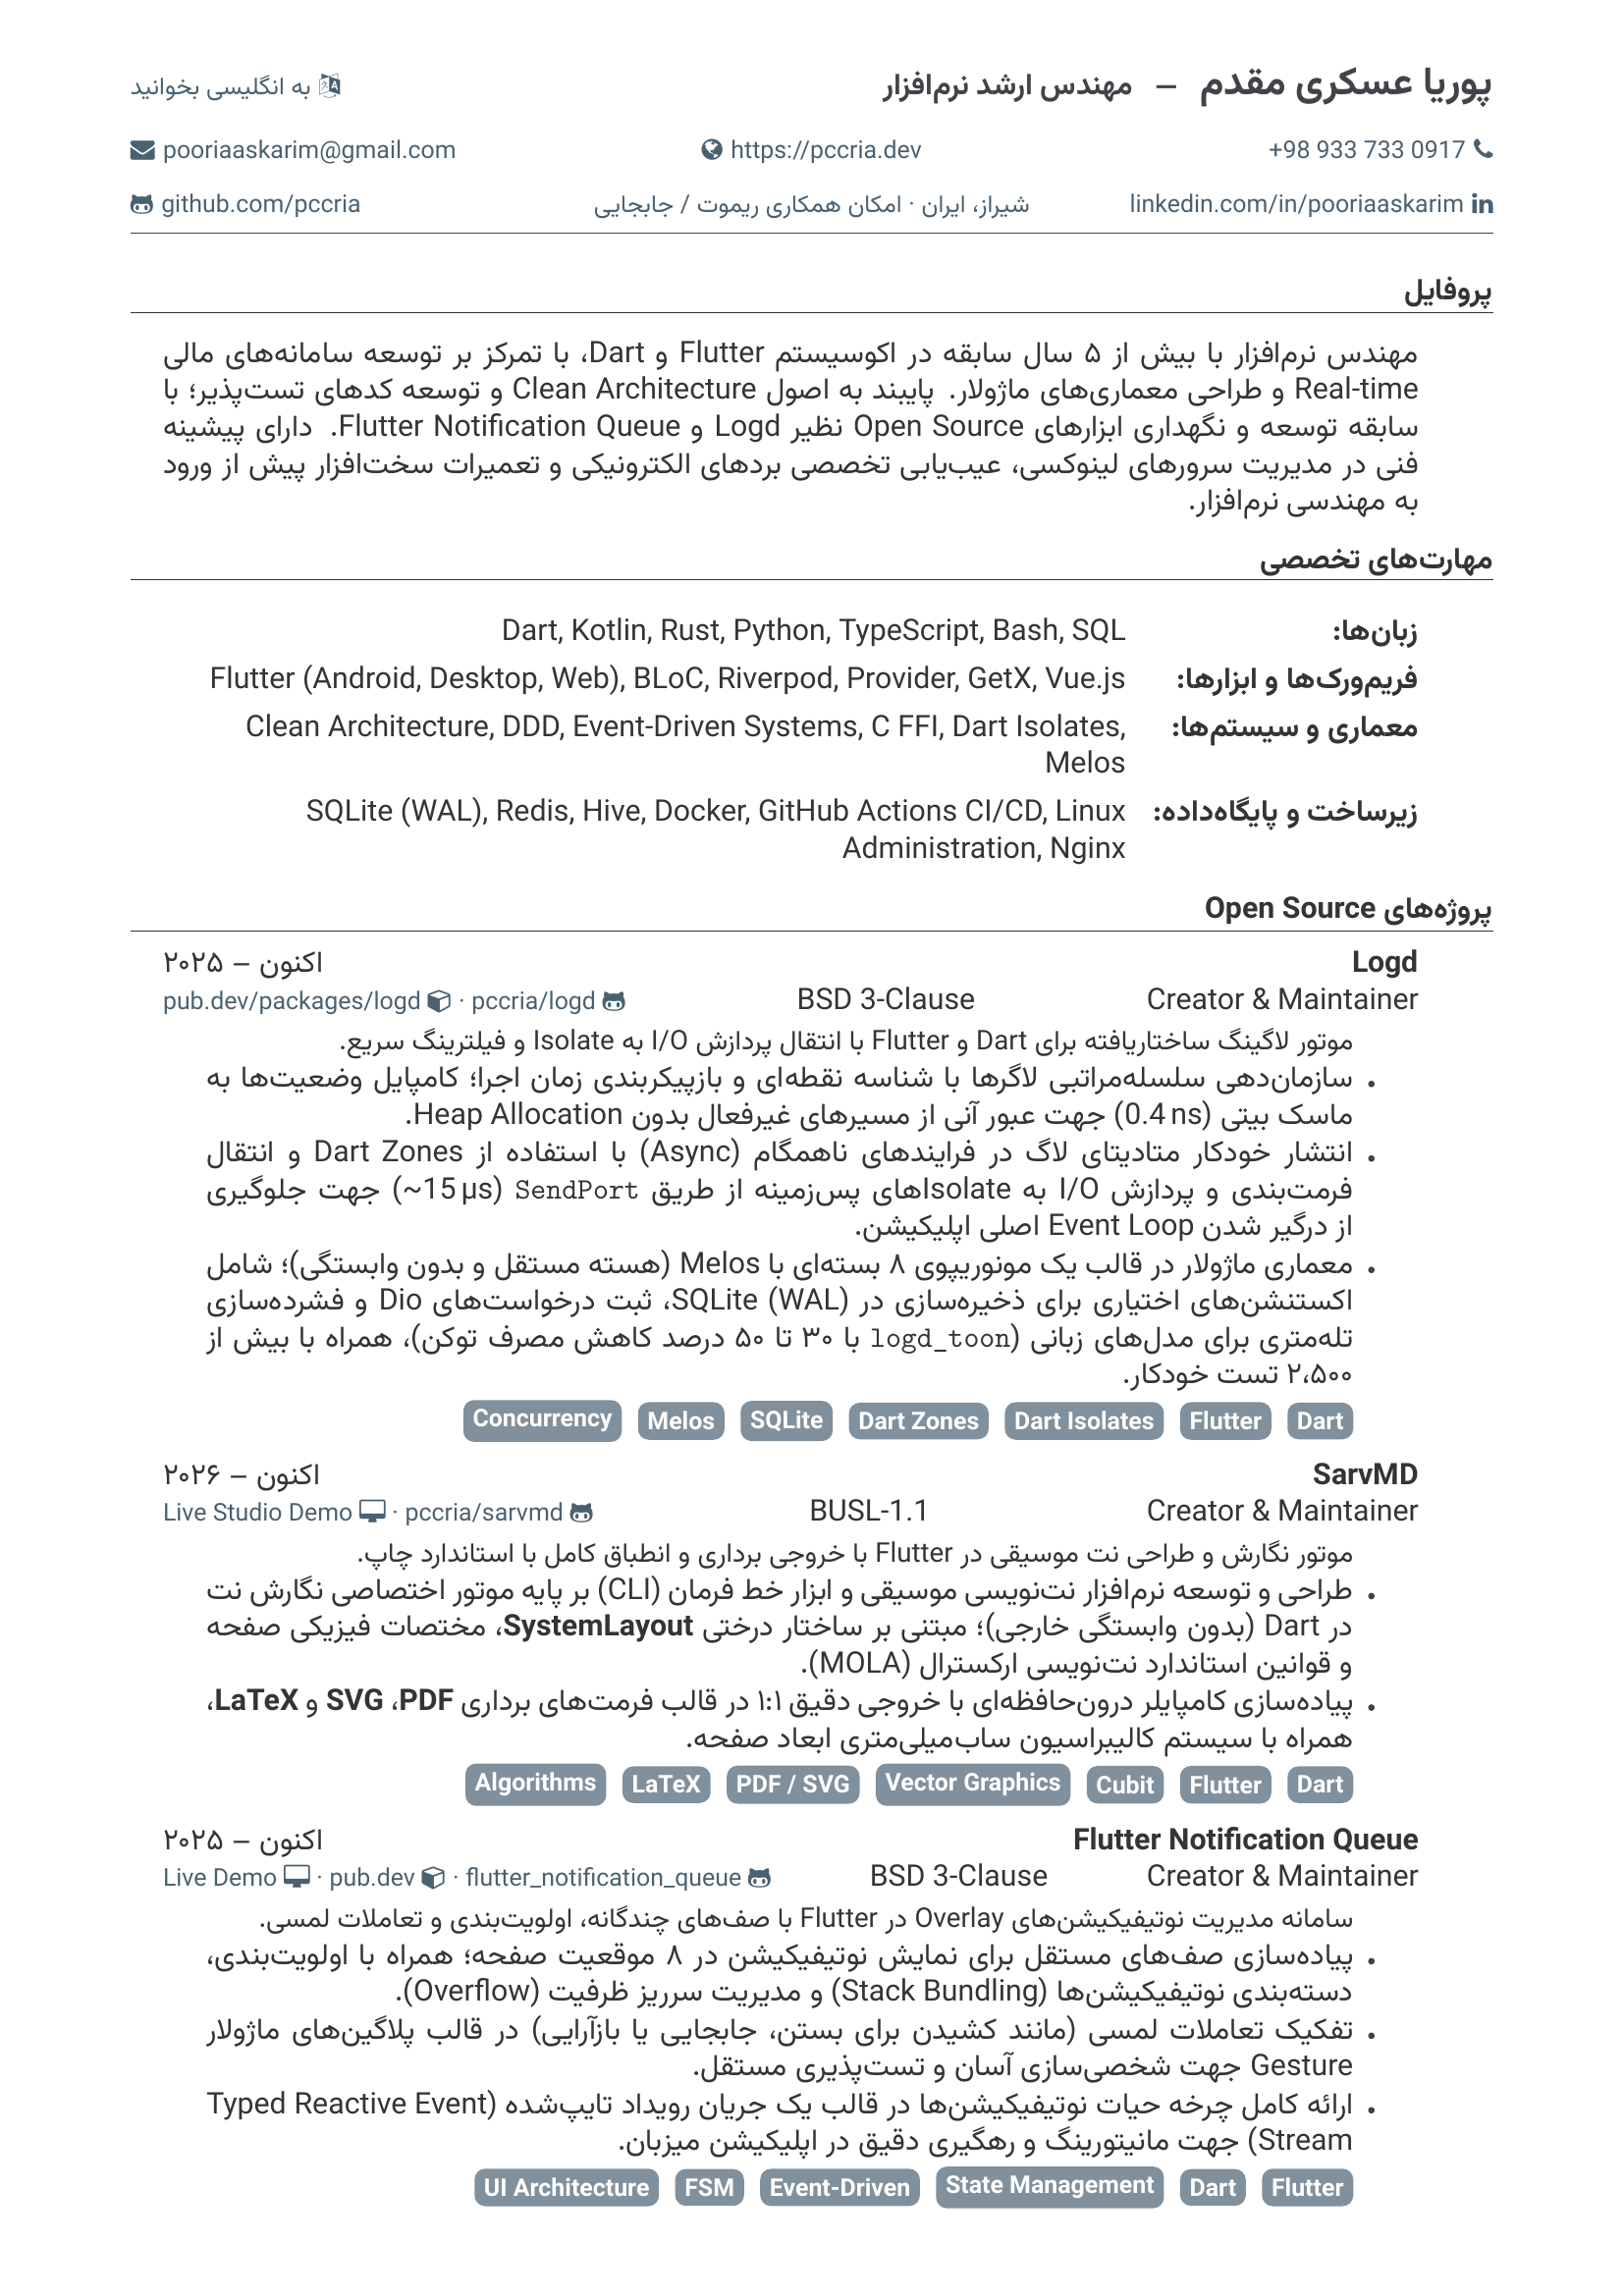 پوریا عسکری مقدم – مهندس ارشد نرم‌افزار
به انگلیسی بخوانید
+98 933 733 0917
https://pccria.dev
pooriaaskarim@gmail.com
linkedin.com/in/pooriaaskarim
شیراز، ایران · امکان همکاری ریموت / جابجایی
github.com/pccria
پروفایل
مهندس نرم‌افزار با بیش از ۵ سال سابقه در اکوسیستم Flutter و Dart، با تمرکز بر توسعه سامانه‌های مالی
Real-time و طراحی معماری‌های ماژولار. پایبند به اصول Clean Architecture و توسعه کدهای تست‌پذیر؛ با
سابقه توسعه و نگهداری ابزارهای Open Source نظیر Logd و Flutter Notification Queue. دارای پیشینه
فنی در مدیریت سرورهای لینوکسی، عیب‌یابی تخصصی بردهای الکترونیکی و تعمیرات سخت‌افزار پیش از ورود
به مهندسی نرم‌افزار.
مهارت‌های تخصصی
زبان‌ها: Dart, Kotlin, Rust, Python, TypeScript, Bash, SQL
فریم‌ورک‌ها و ابزارها: Flutter (Android, Desktop, Web), BLoC, Riverpod, Provider, GetX, Vue.js
معماری و سیستم‌ها: Clean Architecture, DDD, Event-Driven Systems, C FFI, Dart Isolates,
Melos
زیرساخت و پایگاه‌داده: SQLite (WAL), Redis, Hive, Docker, GitHub Actions CI/CD, Linux
Administration, Nginx
پروژه‌های Open Source
Logd
اکنون – ۲۰۲۵
Creator & Maintainer
BSD 3-Clause
pccria/logd · pub.dev/packages/logd
موتور لاگینگ ساختاریافته برای Dart و Flutter با انتقال پردازش I/O به Isolate و فیلترینگ سریع.
• سازمان‌دهی سلسله‌مراتبی لاگرها با شناسه نقطه‌ای و بازپیکربندی زمان اجرا؛ کامپایل وضعیت‌ها به
ماسک بیتی (0.4 ns) جهت عبور آنی از مسیرهای غیرفعال بدون Heap Allocation.
• انتشار خودکار متادیتای لاگ در فرایندهای ناهمگام (Async) با استفاده از Dart Zones و انتقال
فرمت‌بندی و پردازش I/O به Isolateهای پس‌زمینه از طریق SendPort (~15 µs) جهت جلوگیری
از درگیر شدن Event Loop اصلی اپلیکیشن.
• معماری ماژولار در قالب یک مونوریپوی ۸ بسته‌ای با Melos (هسته مستقل و بدون وابستگی)؛ شامل
اکستنشن‌های اختیاری برای ذخیره‌سازی در SQLite (WAL)، ثبت درخواست‌های Dio و فشرده‌سازی
تله‌متری برای مدل‌های زبانی (logd_toon با ۳۰ تا ۵۰ درصد کاهش مصرف توکن)، همراه با بیش از
۲،۵۰۰ تست خودکار.
Dart Flutter Dart Isolates Dart Zones SQLite Melos Concurrency
SarvMD
اکنون – ۲۰۲۶
Creator & Maintainer
BUSL-1.1
pccria/sarvmd · Live Studio Demo
موتور نگارش و طراحی نت موسیقی در Flutter با خروجی برداری و انطباق کامل با استاندارد چاپ.
• طراحی و توسعه نرم‌افزار نت‌نویسی موسیقی و ابزار خط فرمان (CLI) بر پایه موتور اختصاصی نگارش نت
در Dart (بدون وابستگی خارجی)؛ مبتنی بر ساختار درختی SystemLayout، مختصات فیزیکی صفحه
و قوانین استاندارد نت‌نویسی ارکسترال (MOLA).
• پیاده‌سازی کامپایلر درون‌حافظه‌ای با خروجی دقیق ۱:۱ در قالب فرمت‌های برداری PDF، SVG و LaTeX،
همراه با سیستم کالیبراسیون ساب‌میلی‌متری ابعاد صفحه.
Dart Flutter Cubit Vector Graphics PDF / SVG LaTeX Algorithms
Flutter Notification Queue
اکنون – ۲۰۲۵
Creator & Maintainer
BSD 3-Clause
flutter_notification_queue · pub.dev · Live Demo
سامانه مدیریت نوتیفیکیشن‌های Overlay در Flutter با صف‌های چندگانه، اولویت‌بندی و تعاملات لمسی.
• پیاده‌سازی صف‌های مستقل برای نمایش نوتیفیکیشن در ۸ موقعیت صفحه؛ همراه با اولویت‌بندی،
دسته‌بندی نوتیفیکیشن‌ها (Stack Bundling) و مدیریت سرریز ظرفیت (Overflow).
• تفکیک تعاملات لمسی (مانند کشیدن برای بستن، جابجایی یا بازآرایی) در قالب پلاگین‌های ماژولار
Gesture جهت شخصی‌سازی آسان و تست‌پذیری مستقل.
• ارائه کامل چرخه حیات نوتیفیکیشن‌ها در قالب یک جریان رویداد تایپ‌شده (Typed Reactive Event
Stream) جهت مانیتورینگ و رهگیری دقیق در اپلیکیشن میزبان.
Flutter Dart State Management Event-Driven FSM UI Architecture